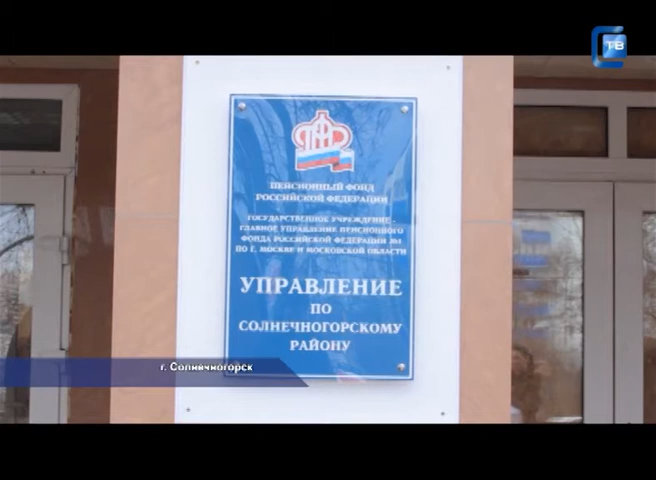 ТВ
ПФР
ПЕНСИОННЫЙ ФОНД
РОССИЙСКОЙ ФЕДЕРАЦИИ
ГОСУДАРСТВЕННОЕ УЧРЕЖДЕНИЕ -
ГЛАВНОЕ УПРАВЛЕНИЕ ПЕНСИОННОГО
ФОНДА РОССИЙСКОЙ ФЕДЕРАЦИИ №1
ПО Г. МОСКВЕ И МОСКОВСКОЙ ОБЛАСТИ
УПРАВЛЕНИЕ
ПО
СОЛНЕЧНОГОРСКОМУ
РАЙОНУ
г. Солнечногорск